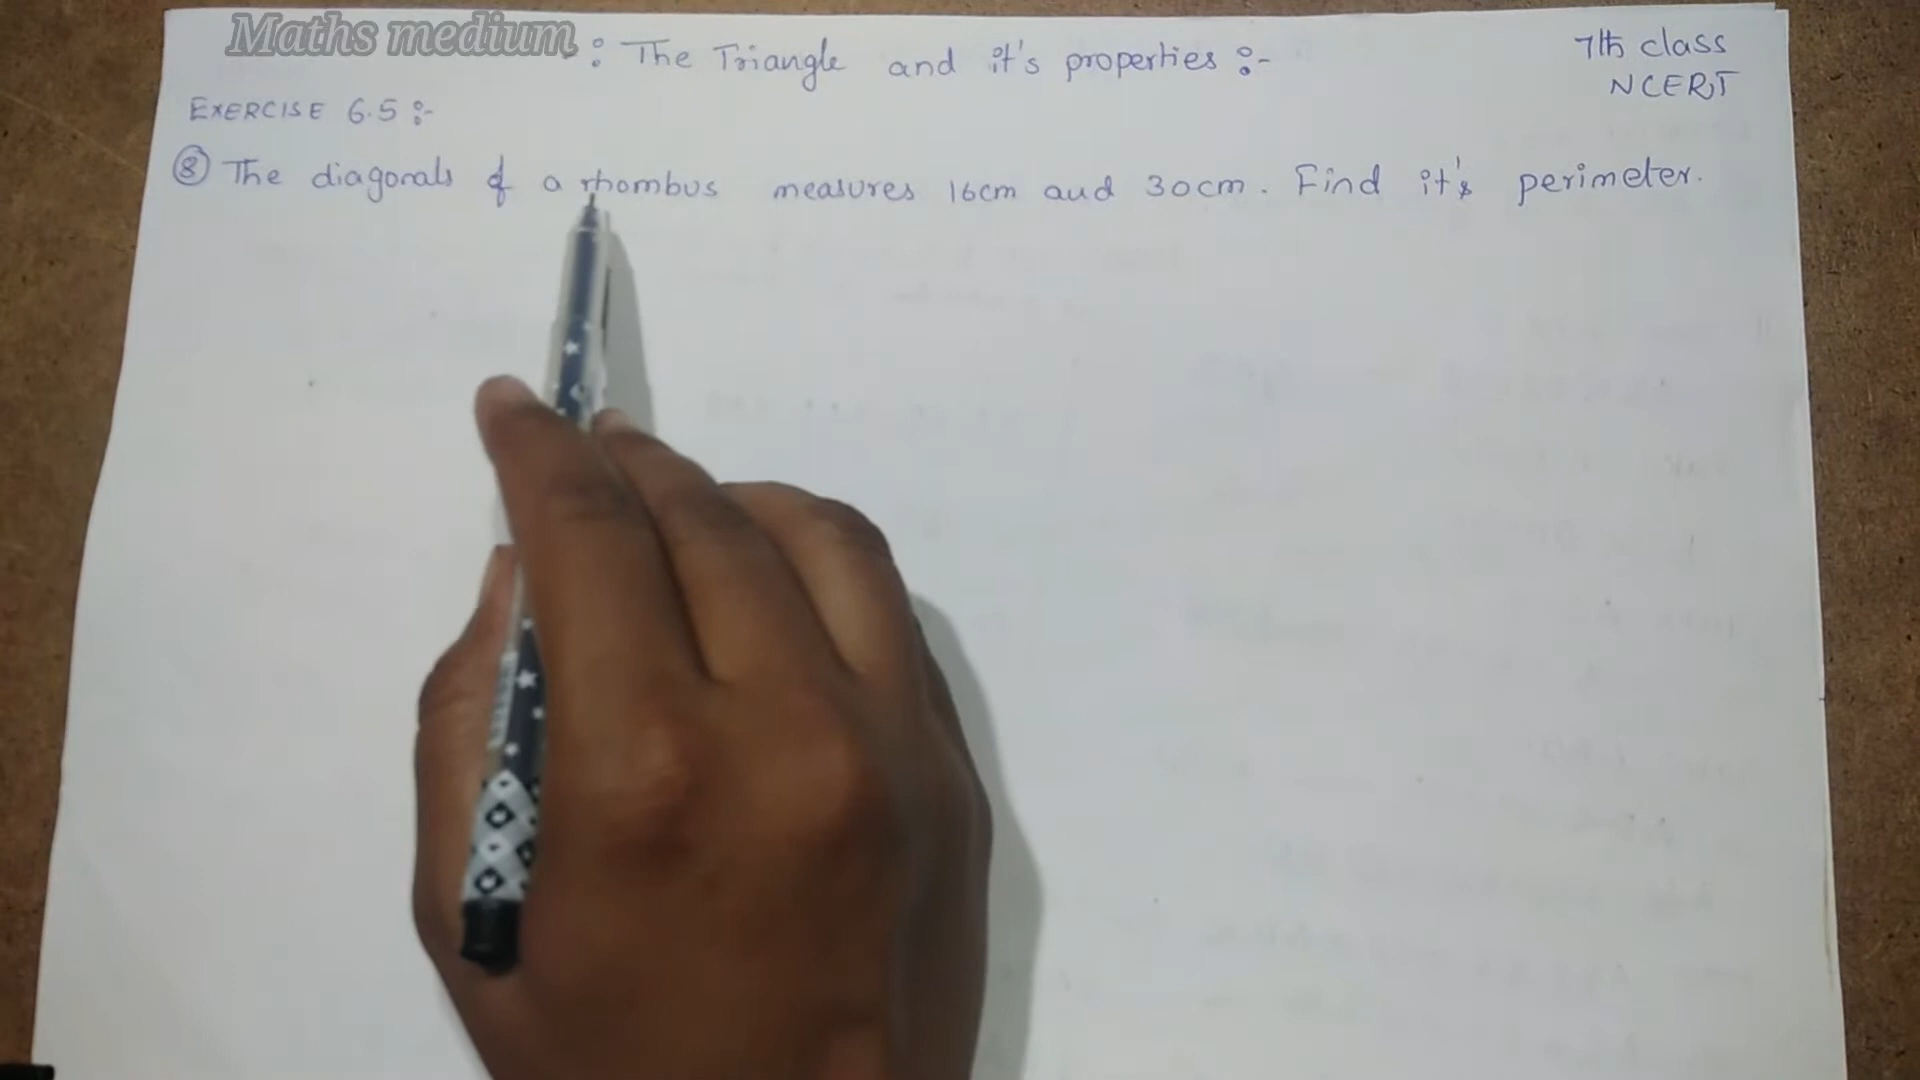 Maths medium : The Triangle and it's properties :-
7th class
NCERT
EXERCISE 6.5 :-
⑧ The diagonals of a rhombus measures 16cm and 30cm. Find it's perimeter.